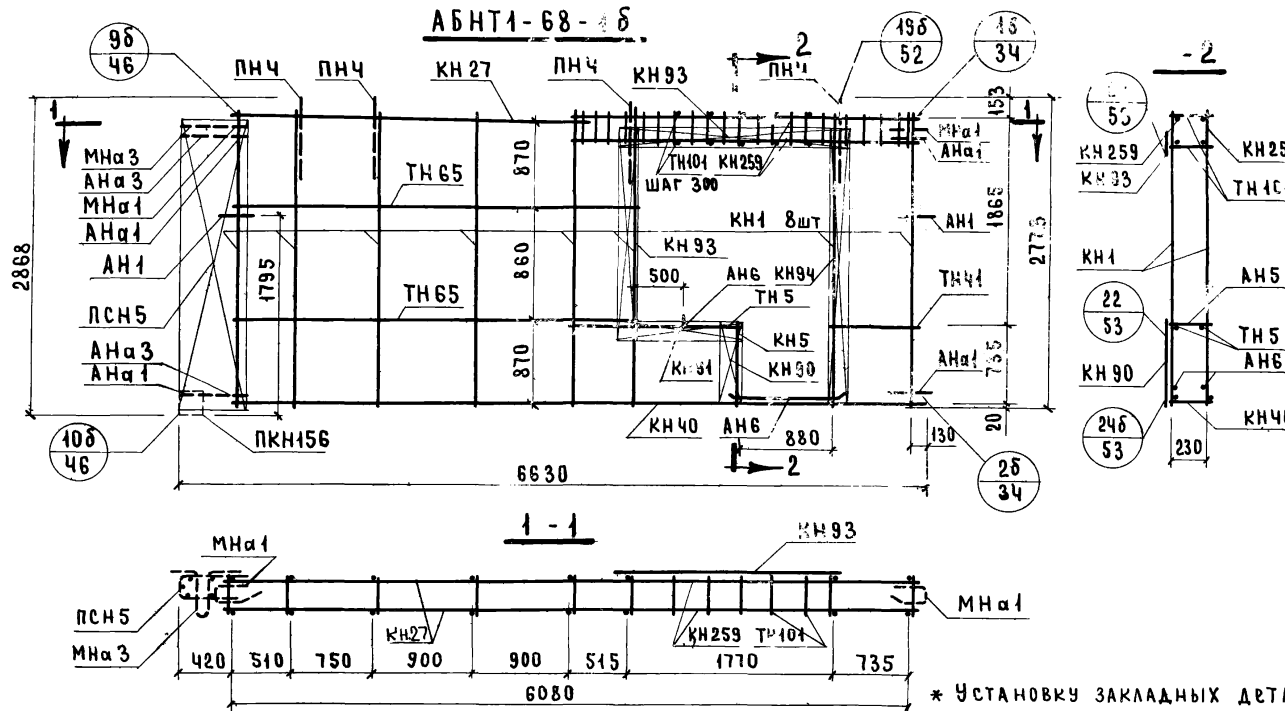 АБНТ1-68-1б
9б
46
ПН4
ПН4
КН27
ПН4
КН93
2
19б
52
1б
34
- 2
1
153
1
МНа3
АНа3
МНа1
АНа1
АН1
ПСН5
АНа3
АНа1
2868
1795
870
860
870
ТН65
ТН65
ТН101
КН259
ШАГ 300
КН93
КН1 8шт
500
АН6
КН94
ТН5
КН5
КН90
МНа1
АНа1
АН1
ТН41
АНа1
1865
2775
20
КН259
КН93
КН1
22
53
КН90
24б
53
АН5
ТН5
АН6
230
10б
46
ПКН156
КН40
АН6
880
130
2
6630
2б
34
1 - 1
МНа1
КН93
ПСН5
МНа3
КН27
КН259
МНа1
420
510
750
900
900
515
1770
735
6080
* УСТАНОВКУ ЗАКЛАДНЫХ